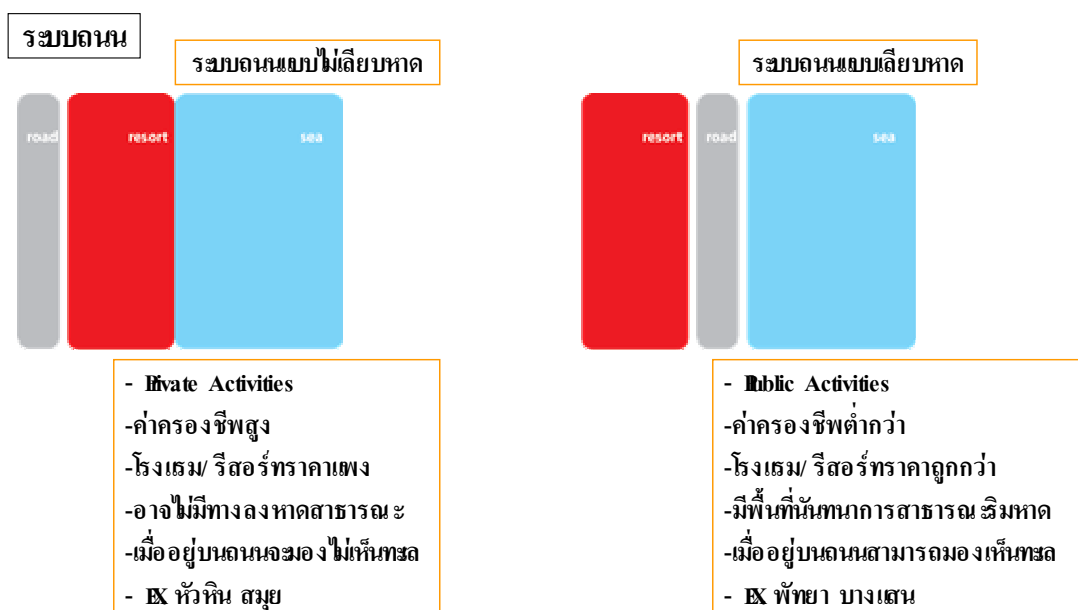 ระบบถนน
ระบบถนนแบบไม่เลียบหาด
road
resort
sea
- Private Activities
-ค่าครองชีพสูง
-โรงแรม/ รีสอร์ทราคาแพง
-อาจไม่มีทางลงหาดสาธารณะ
-เมื่ออยู่บนถนนจะมองไม่เห็นทะเล
- EX หัวหิน สมุย
ระบบถนนแบบเลียบหาด
resort
road
sea
- Public Activities
-ค่าครองชีพต่ำกว่า
-โรงแรม/ รีสอร์ทราคาถูกกว่า
-มีพื้นที่นันทนาการสาธารณะริมหาด
-เมื่ออยู่บนถนนสามารถมองเห็นทะเล
- EX พัทยา บางแสน